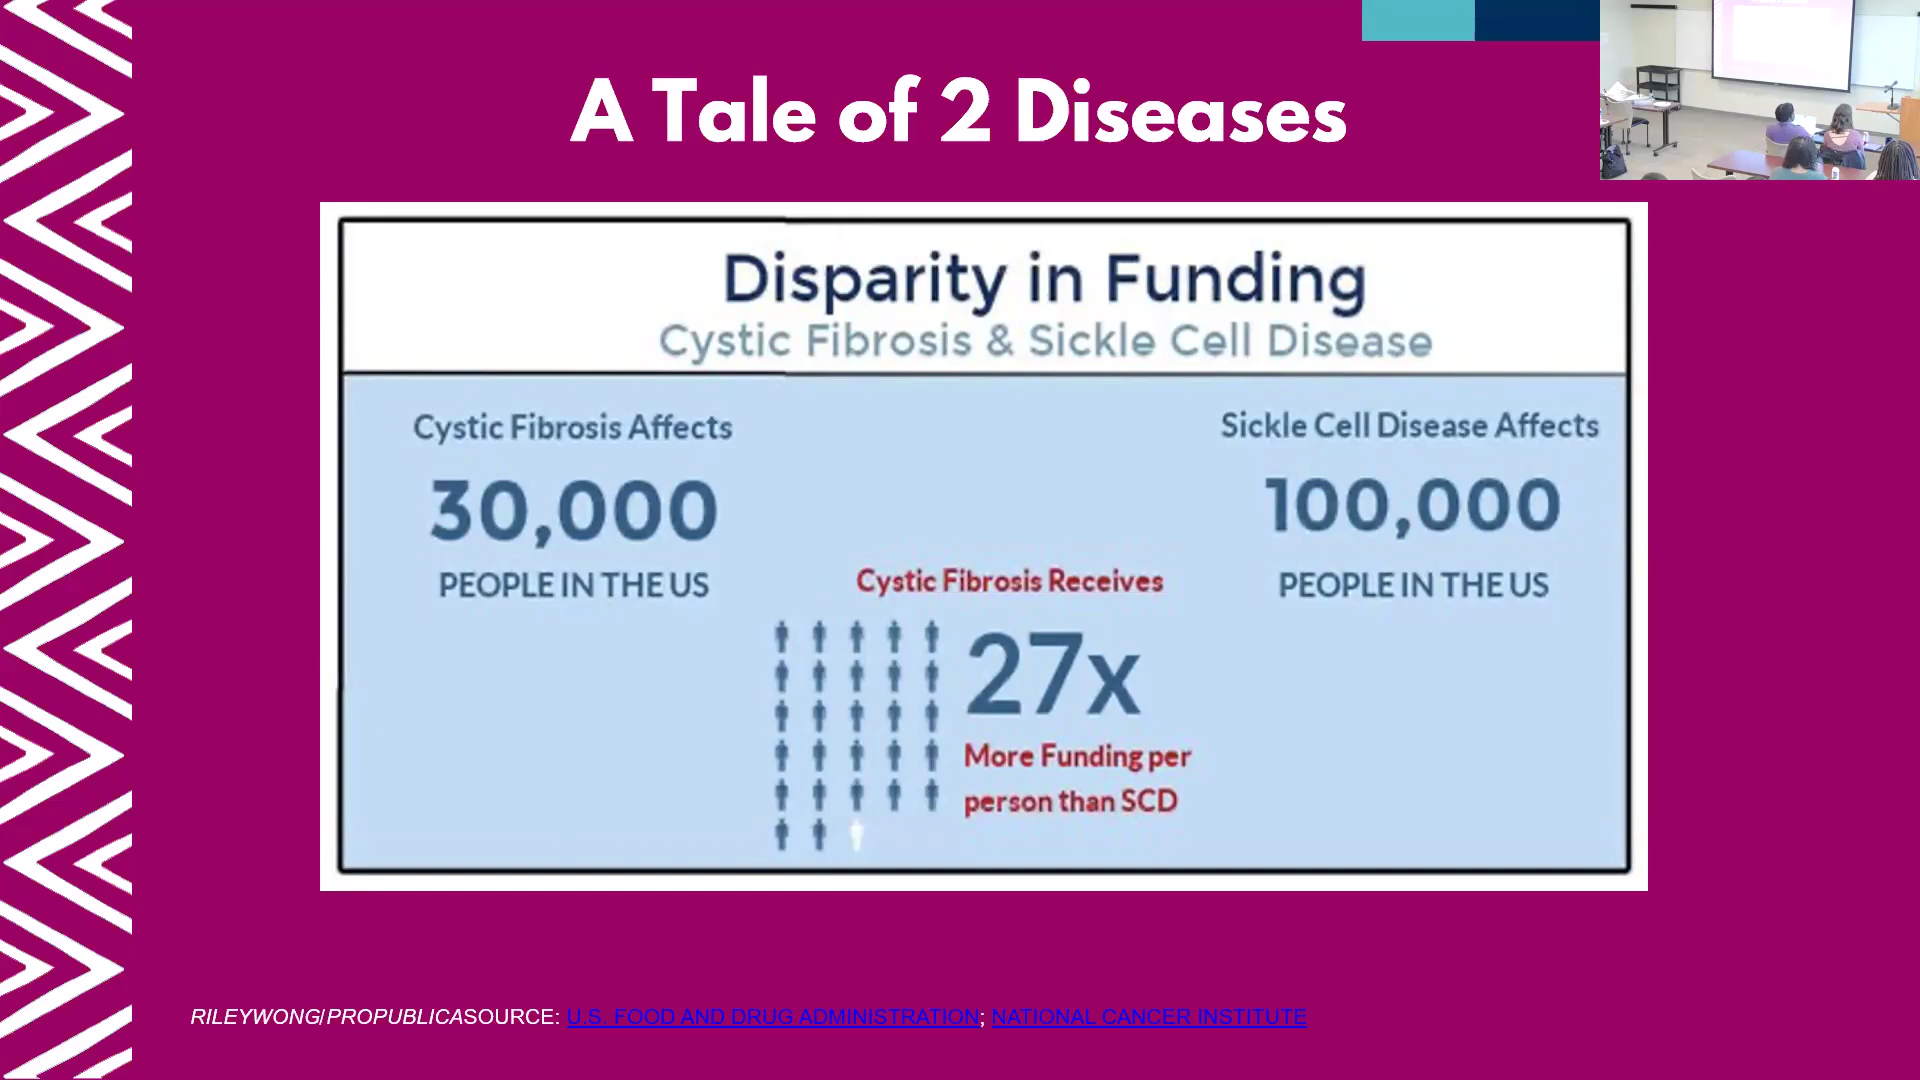 A Tale of 2 Diseases
Disparity in Funding
Cystic Fibrosis & Sickle Cell Disease
Cystic Fibrosis Affects
30,000
PEOPLE IN THE US
Sickle Cell Disease Affects
100,000
PEOPLE IN THE US
Cystic Fibrosis Receives
27x
More Funding per
person than SCD
RILEYWONG/PROPUBLICASOURCE: U.S. FOOD AND DRUG ADMINISTRATION; NATIONAL CANCER INSTITUTE